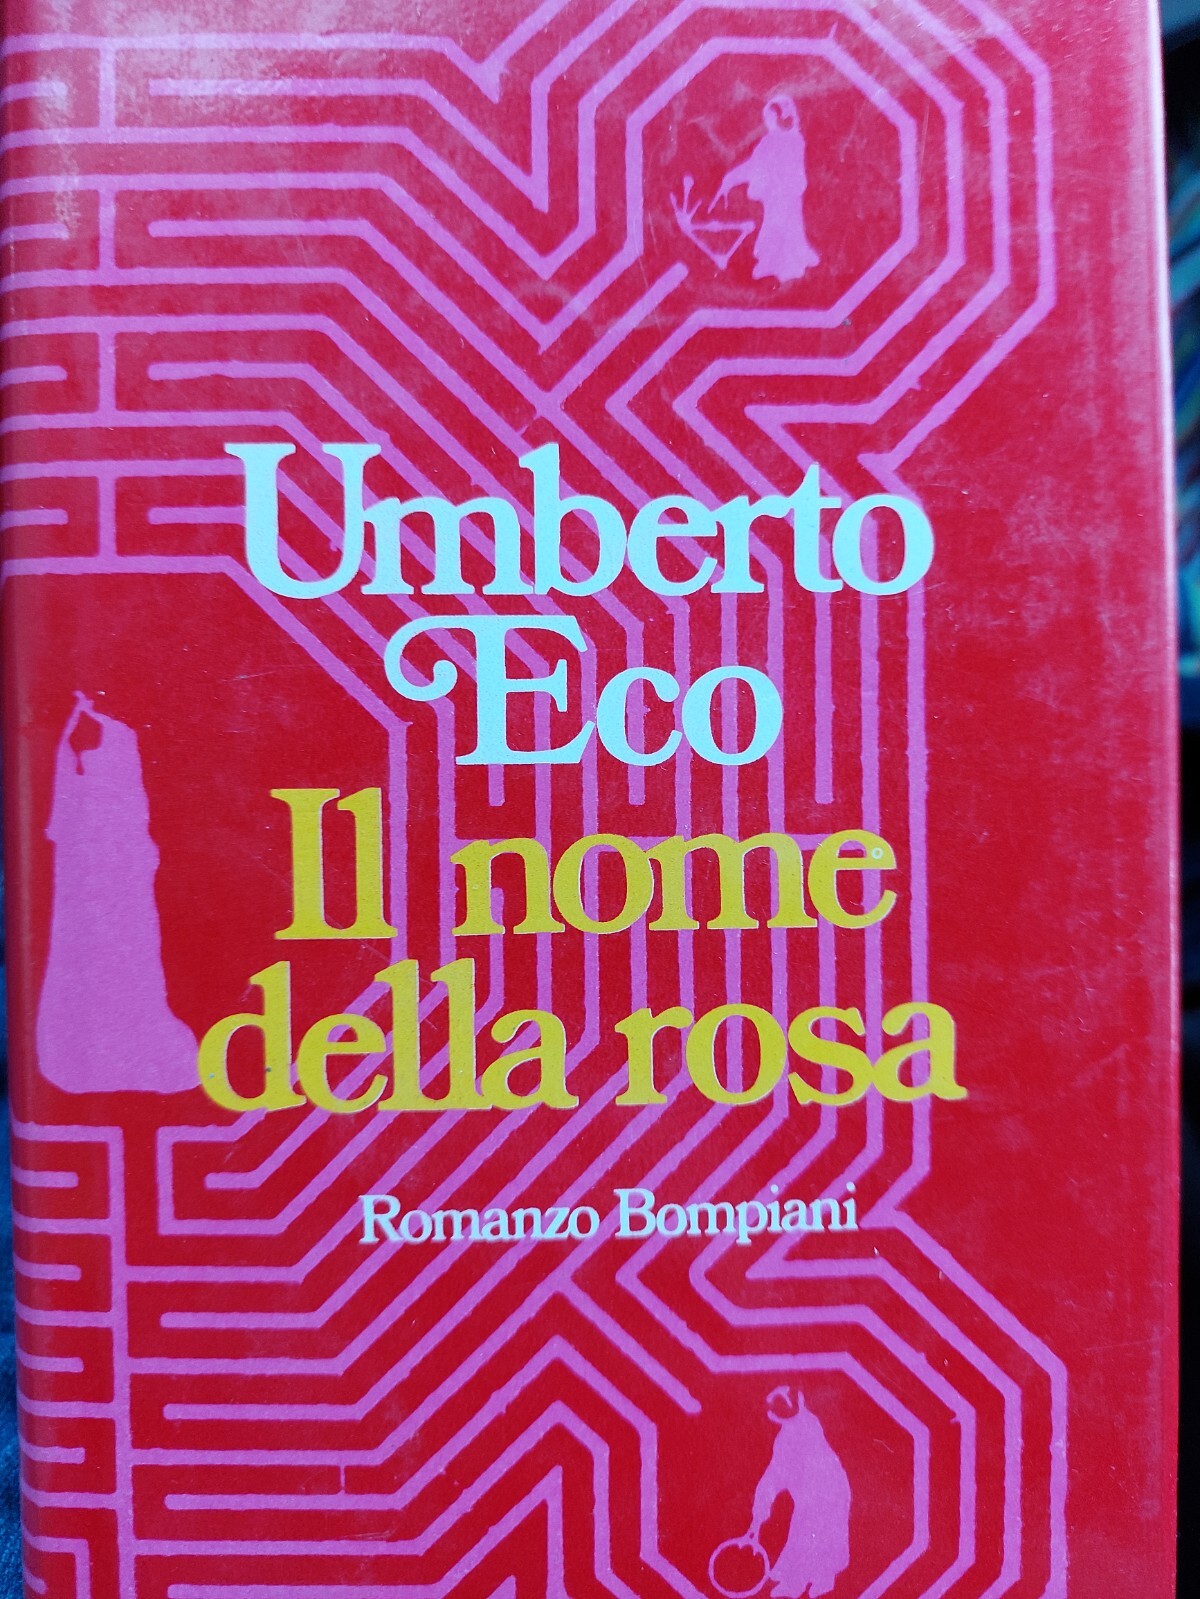 Umberto
Eco
Il nome
della rosa
Romanzo Bompiani